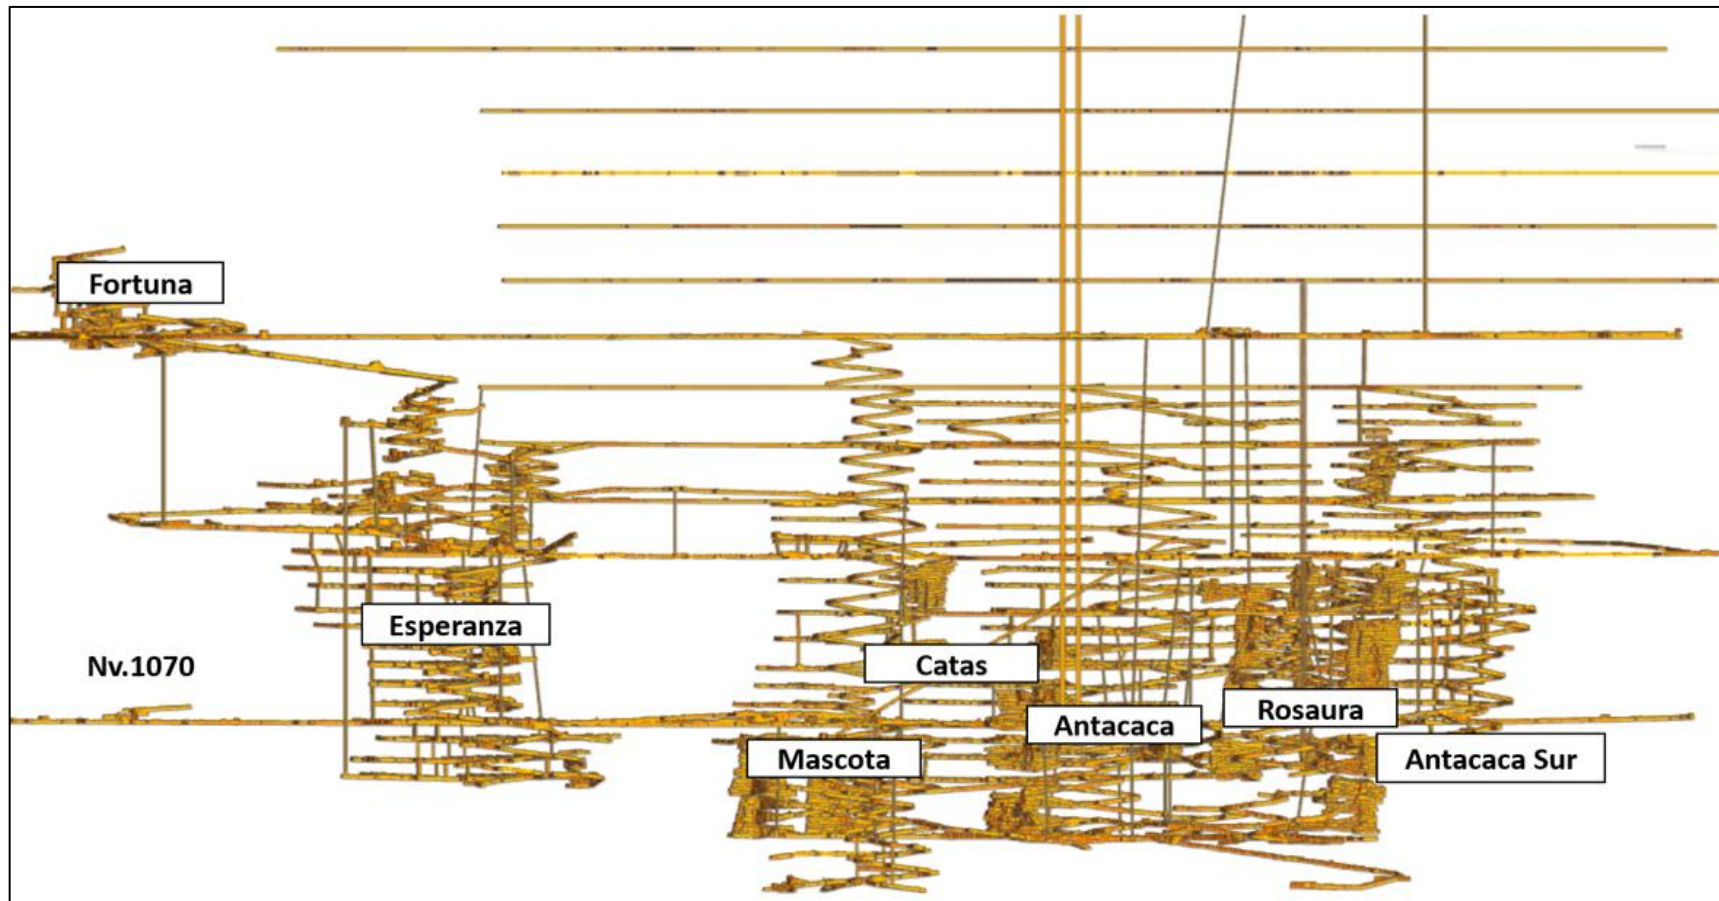 Fortuna
Esperanza
Nv.1070
Catas
Rosaura
Antacaca
Mascota
Antacaca Sur